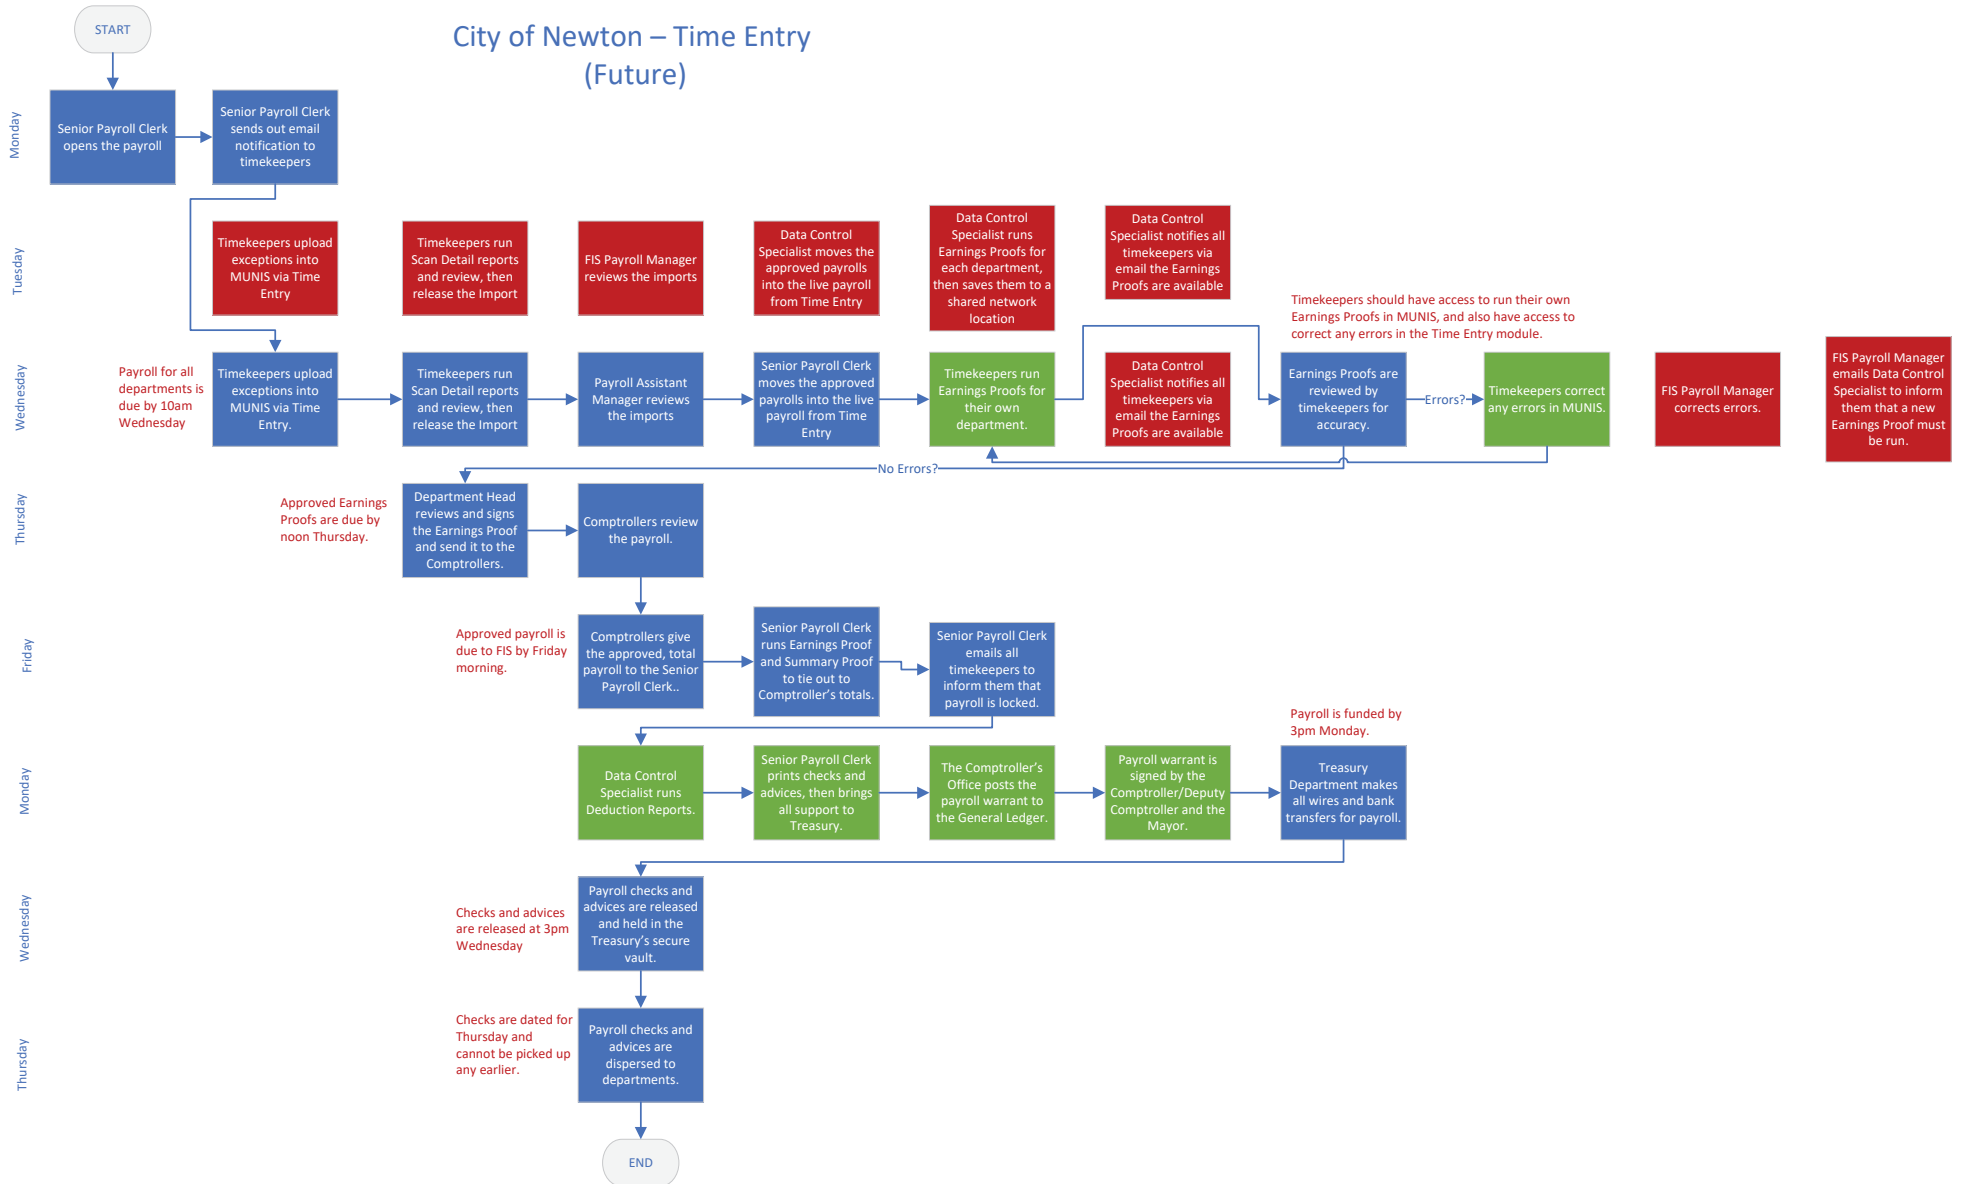 START
City of Newton – Time Entry
(Future)
Monday
Senior Payroll Clerk
opens the payroll
Senior Payroll Clerk
sends out email
notification to
timekeepers
Tuesday
Timekeepers upload
exceptions into
MUNIS via Time
Entry
Timekeepers run
Scan Detail reports
and review, then
release the Import
FIS Payroll Manager
reviews the imports
Data Control
Specialist moves the
approved payrolls
into the live payroll
from Time Entry
Data Control
Specialist runs
Earnings Proofs for
each department,
then saves them to a
shared network
location
Data Control
Specialist notifies all
timekeepers via
email the Earnings
Proofs are available
Timekeepers should have access to run their own
Earnings Proofs in MUNIS, and also have access to
correct any errors in the Time Entry module.
Wednesday
Payroll for all
departments is
due by 10am
Wednesday
Timekeepers upload
exceptions into
MUNIS via Time
Entry.
Timekeepers run
Scan Detail reports
and review, then
release the Import
Payroll Assistant
Manager reviews
the imports
Senior Payroll Clerk
moves the approved
payrolls into the live
payroll from Time
Entry
Timekeepers run
Earnings Proofs for
their own
department.
Data Control
Specialist notifies all
timekeepers via
email the Earnings
Proofs are available
Earnings Proofs are
reviewed by
timekeepers for
accuracy.
Errors?
Timekeepers correct
any errors in MUNIS.
FIS Payroll Manager
corrects errors.
FIS Payroll Manager
emails Data Control
Specialist to inform
them that a new
Earnings Proof must
be run.
No Errors?
Thursday
Approved Earnings
Proofs are due by
noon Thursday.
Department Head
reviews and signs
the Earnings Proof
and send it to the
Comptrollers.
Comptrollers review
the payroll.
Friday
Approved payroll is
due to FIS by Friday
morning.
Comptrollers give
the approved, total
payroll to the Senior
Payroll Clerk..
Senior Payroll Clerk
runs Earnings Proof
and Summary Proof
to tie out to
Comptroller’s totals.
Senior Payroll Clerk
emails all
timekeepers to
inform them that
payroll is locked.
Payroll is funded by
3pm Monday.
Monday
Data Control
Specialist runs
Deduction Reports.
Senior Payroll Clerk
prints checks and
advices, then brings
all support to
Treasury.
The Comptroller’s
Office posts the
payroll warrant to
the General Ledger.
Payroll warrant is
signed by the
Comptroller/Deputy
Comptroller and the
Mayor.
Treasury
Department makes
all wires and bank
transfers for payroll.
Wednesday
Checks and advices
are released at 3pm
Wednesday
Payroll checks and
advices are released
and held in the
Treasury’s secure
vault.
Thursday
Checks are dated for
Thursday and
cannot be picked up
any earlier.
Payroll checks and
advices are
dispersed to
departments.
END